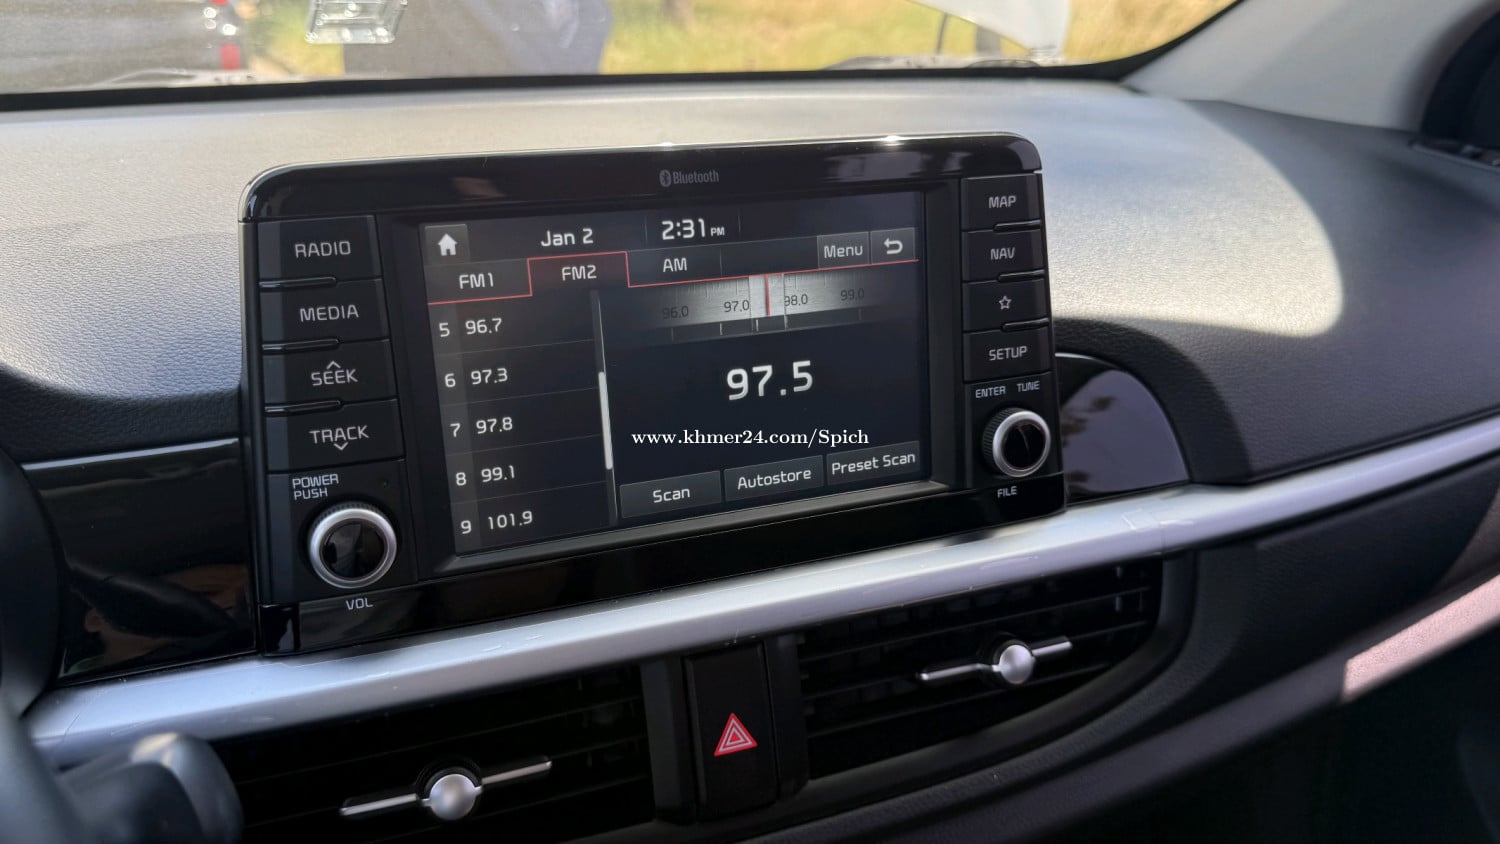 Bluetooth
RADIO
MEDIA
SEEK
TRACK
POWER
PUSH
VOL
Jan 2
2:31 PM
FM1
FM2
AM
Menu
5 96.7
6 97.3
7 97.8
8 99.1
9 101.9
96.0 97.0 98.0 99.0
97.5
www.khmer24.com/Spich
Scan
Autostore
Preset Scan
MAP
NAV
SETUP
ENTER TUNE
FILE